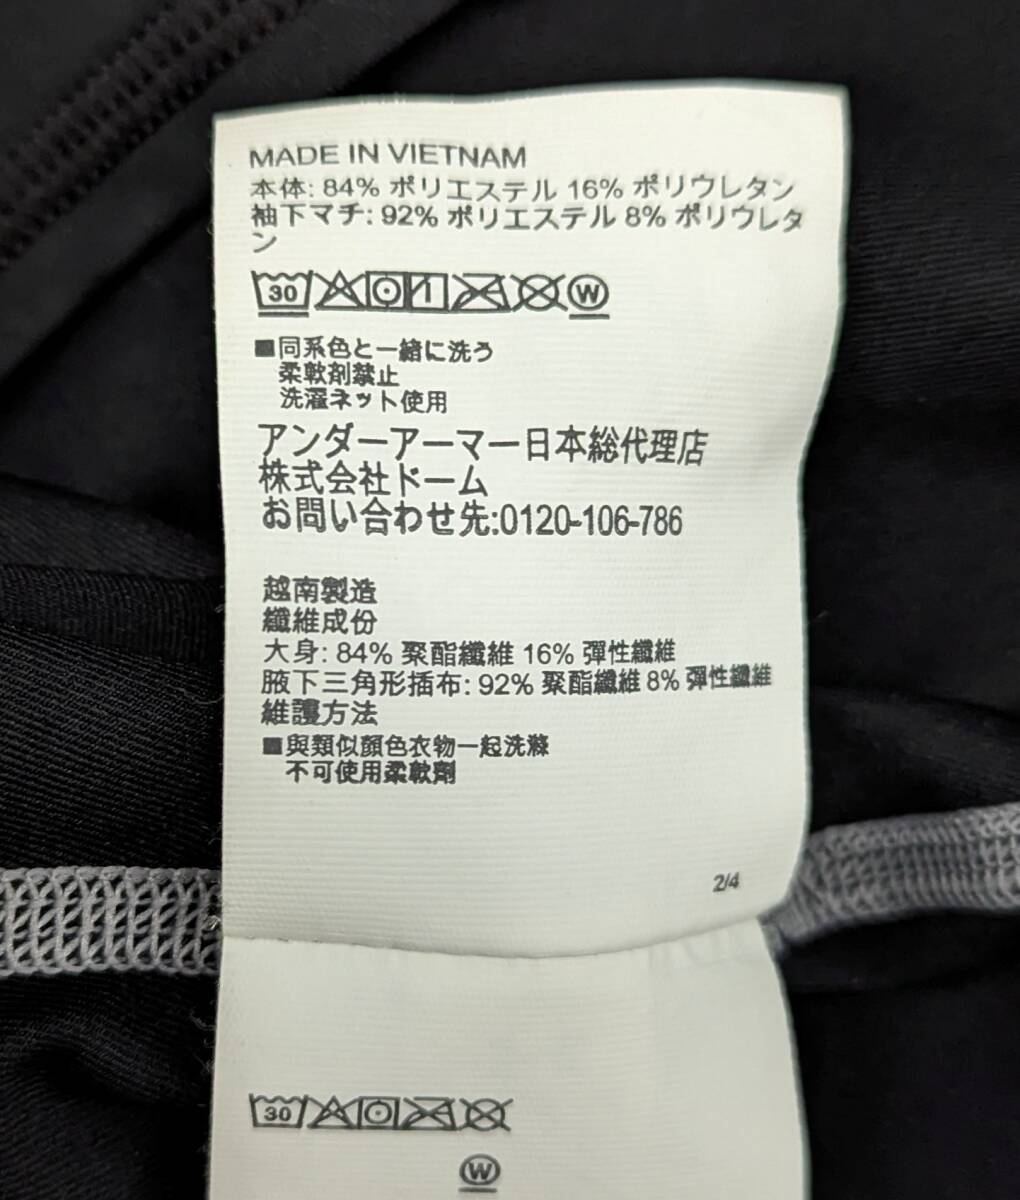 MADE IN VIETNAM
本体: 84% ポリエステル 16% ポリウレタン
袖下マチ: 92% ポリエステル 8% ポリウレタ
ン
30 W
■同系色と一緒に洗う
柔軟剤禁止
洗濯ネット使用
アンダーアーマー日本総代理店
株式会社ドーム
お問い合わせ先:0120-106-786
越南製造
纖維成份
大身: 84% 聚酯纖維 16% 彈性纖維
腋下三角形插布: 92% 聚酯纖維 8% 彈性纖維
維護方法
■與類似顏色衣物一起洗滌
不可使用柔軟劑
2/4
30
W